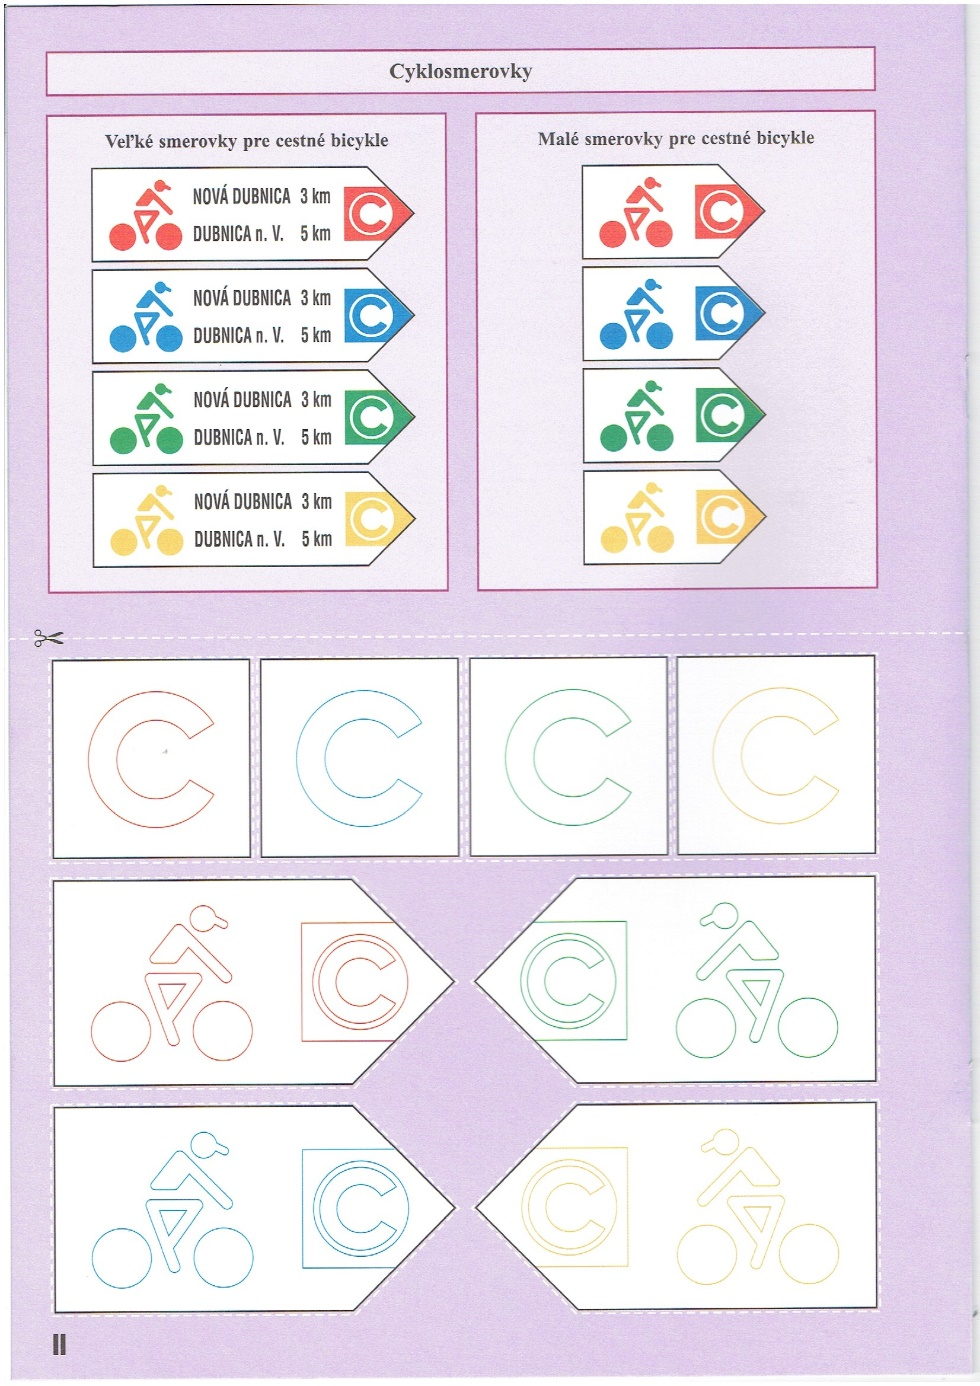 Cyklosmerovky
Veľké smerovky pre cestné bicykle
NOVÁ DUBNICA 3 km
C
DUBNICA n. V. 5 km
NOVÁ DUBNICA 3 km
C
DUBNICA n. V. 5 km
NOVÁ DUBNICA 3 km
C
DUBNICA n. V. 5 km
NOVÁ DUBNICA 3 km
C
DUBNICA n. V. 5 km
Malé smerovky pre cestné bicykle
C
C
C
C
C C C C
C C
C C
II